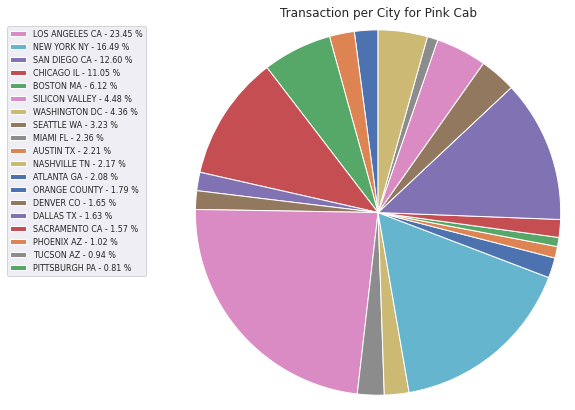 Transaction per City for Pink Cab
LOS ANGELES CA - 23.45 %
NEW YORK NY - 16.49 %
SAN DIEGO CA - 12.60 %
CHICAGO IL - 11.05 %
BOSTON MA - 6.12 %
SILICON VALLEY - 4.48 %
WASHINGTON DC - 4.36 %
SEATTLE WA - 3.23 %
MIAMI FL - 2.36 %
AUSTIN TX - 2.21 %
NASHVILLE TN - 2.17 %
ATLANTA GA - 2.08 %
ORANGE COUNTY - 1.79 %
DENVER CO - 1.65 %
DALLAS TX - 1.63 %
SACRAMENTO CA - 1.57 %
PHOENIX AZ - 1.02 %
TUCSON AZ - 0.94 %
PITTSBURGH PA - 0.81 %